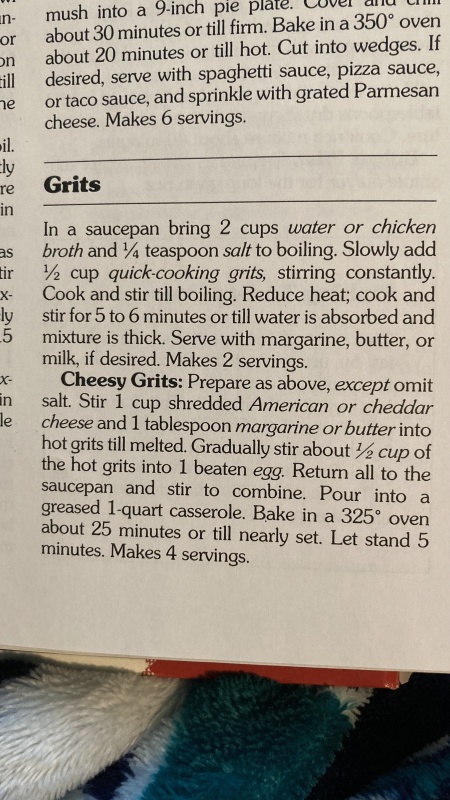 mush into a 9-inch pie plate. Cover and chill
about 30 minutes or till firm. Bake in a 350° oven
about 20 minutes or till hot. Cut into wedges. If
desired, serve with spaghetti sauce, pizza sauce,
or taco sauce, and sprinkle with grated Parmesan
cheese. Makes 6 servings.
Grits
In a saucepan bring 2 cups water or chicken
broth and ¼ teaspoon salt to boiling. Slowly add
½ cup quick-cooking grits, stirring constantly.
Cook and stir till boiling. Reduce heat; cook and
stir for 5 to 6 minutes or till water is absorbed and
mixture is thick. Serve with margarine, butter, or
milk, if desired. Makes 2 servings.
Cheesy Grits: Prepare as above, except omit
salt. Stir 1 cup shredded American or cheddar
cheese and 1 tablespoon margarine or butter into
hot grits till melted. Gradually stir about ½ cup of
the hot grits into 1 beaten egg. Return all to the
saucepan and stir to combine. Pour into a
greased 1-quart casserole. Bake in a 325° oven
about 25 minutes or till nearly set. Let stand 5
minutes. Makes 4 servings.